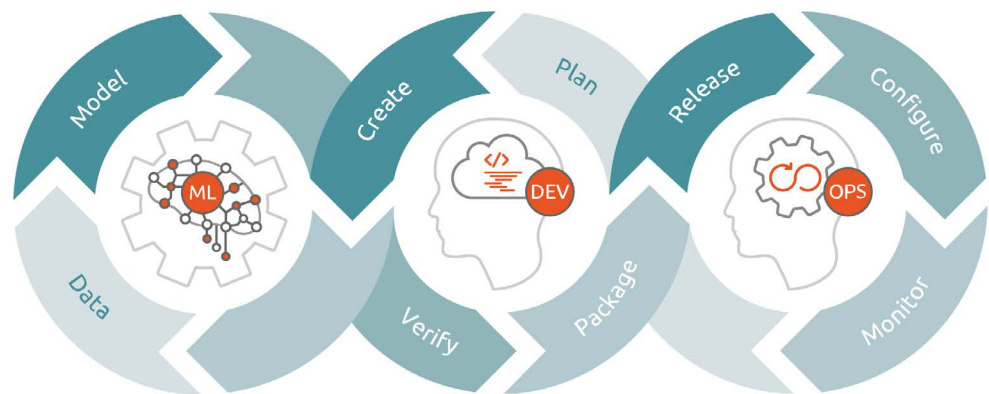 Model
Data
ML
Create
Plan
</>
DEV
Verify
Package
Release
Configure
OPS
Monitor